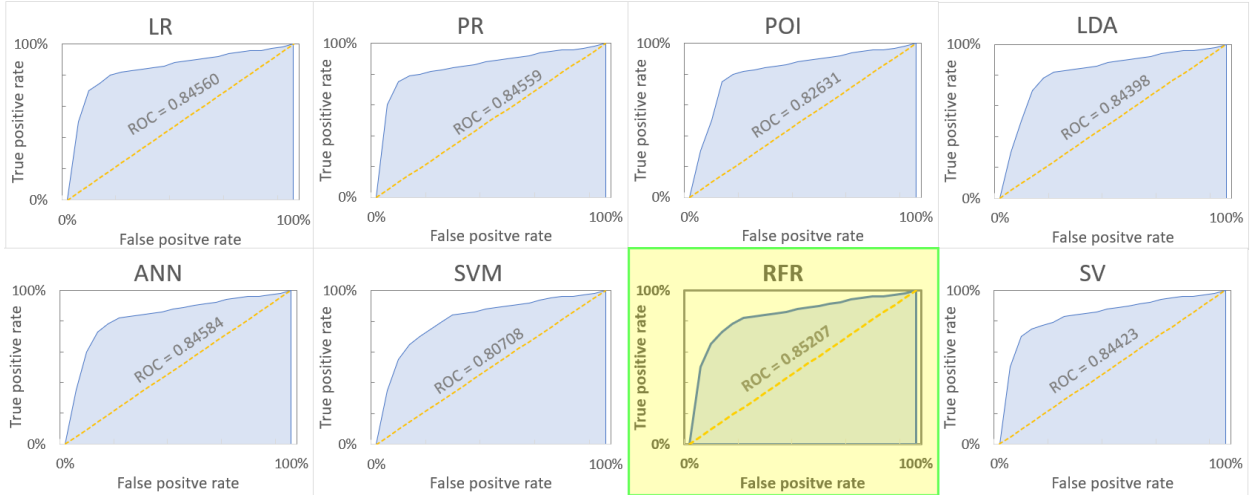 LR
100%
True positive rate
ROC = 0.84560
0%
0%
100%
False positve rate
PR
100%
True positive rate
ROC = 0.84559
0%
0%
100%
False positve rate
POI
100%
True positive rate
ROC = 0.82631
0%
0%
100%
False positve rate
LDA
100%
True positive rate
ROC = 0.84398
0%
0%
100%
False positve rate
ANN
100%
True positive rate
ROC = 0.84584
0%
0%
100%
False positve rate
SVM
100%
True positive rate
ROC = 0.80708
0%
0%
100%
False positve rate
RFR
100%
True positive rate
ROC = 0.85207
0%
0%
100%
False positve rate
SV
100%
True positive rate
ROC = 0.84423
0%
0%
100%
False positve rate